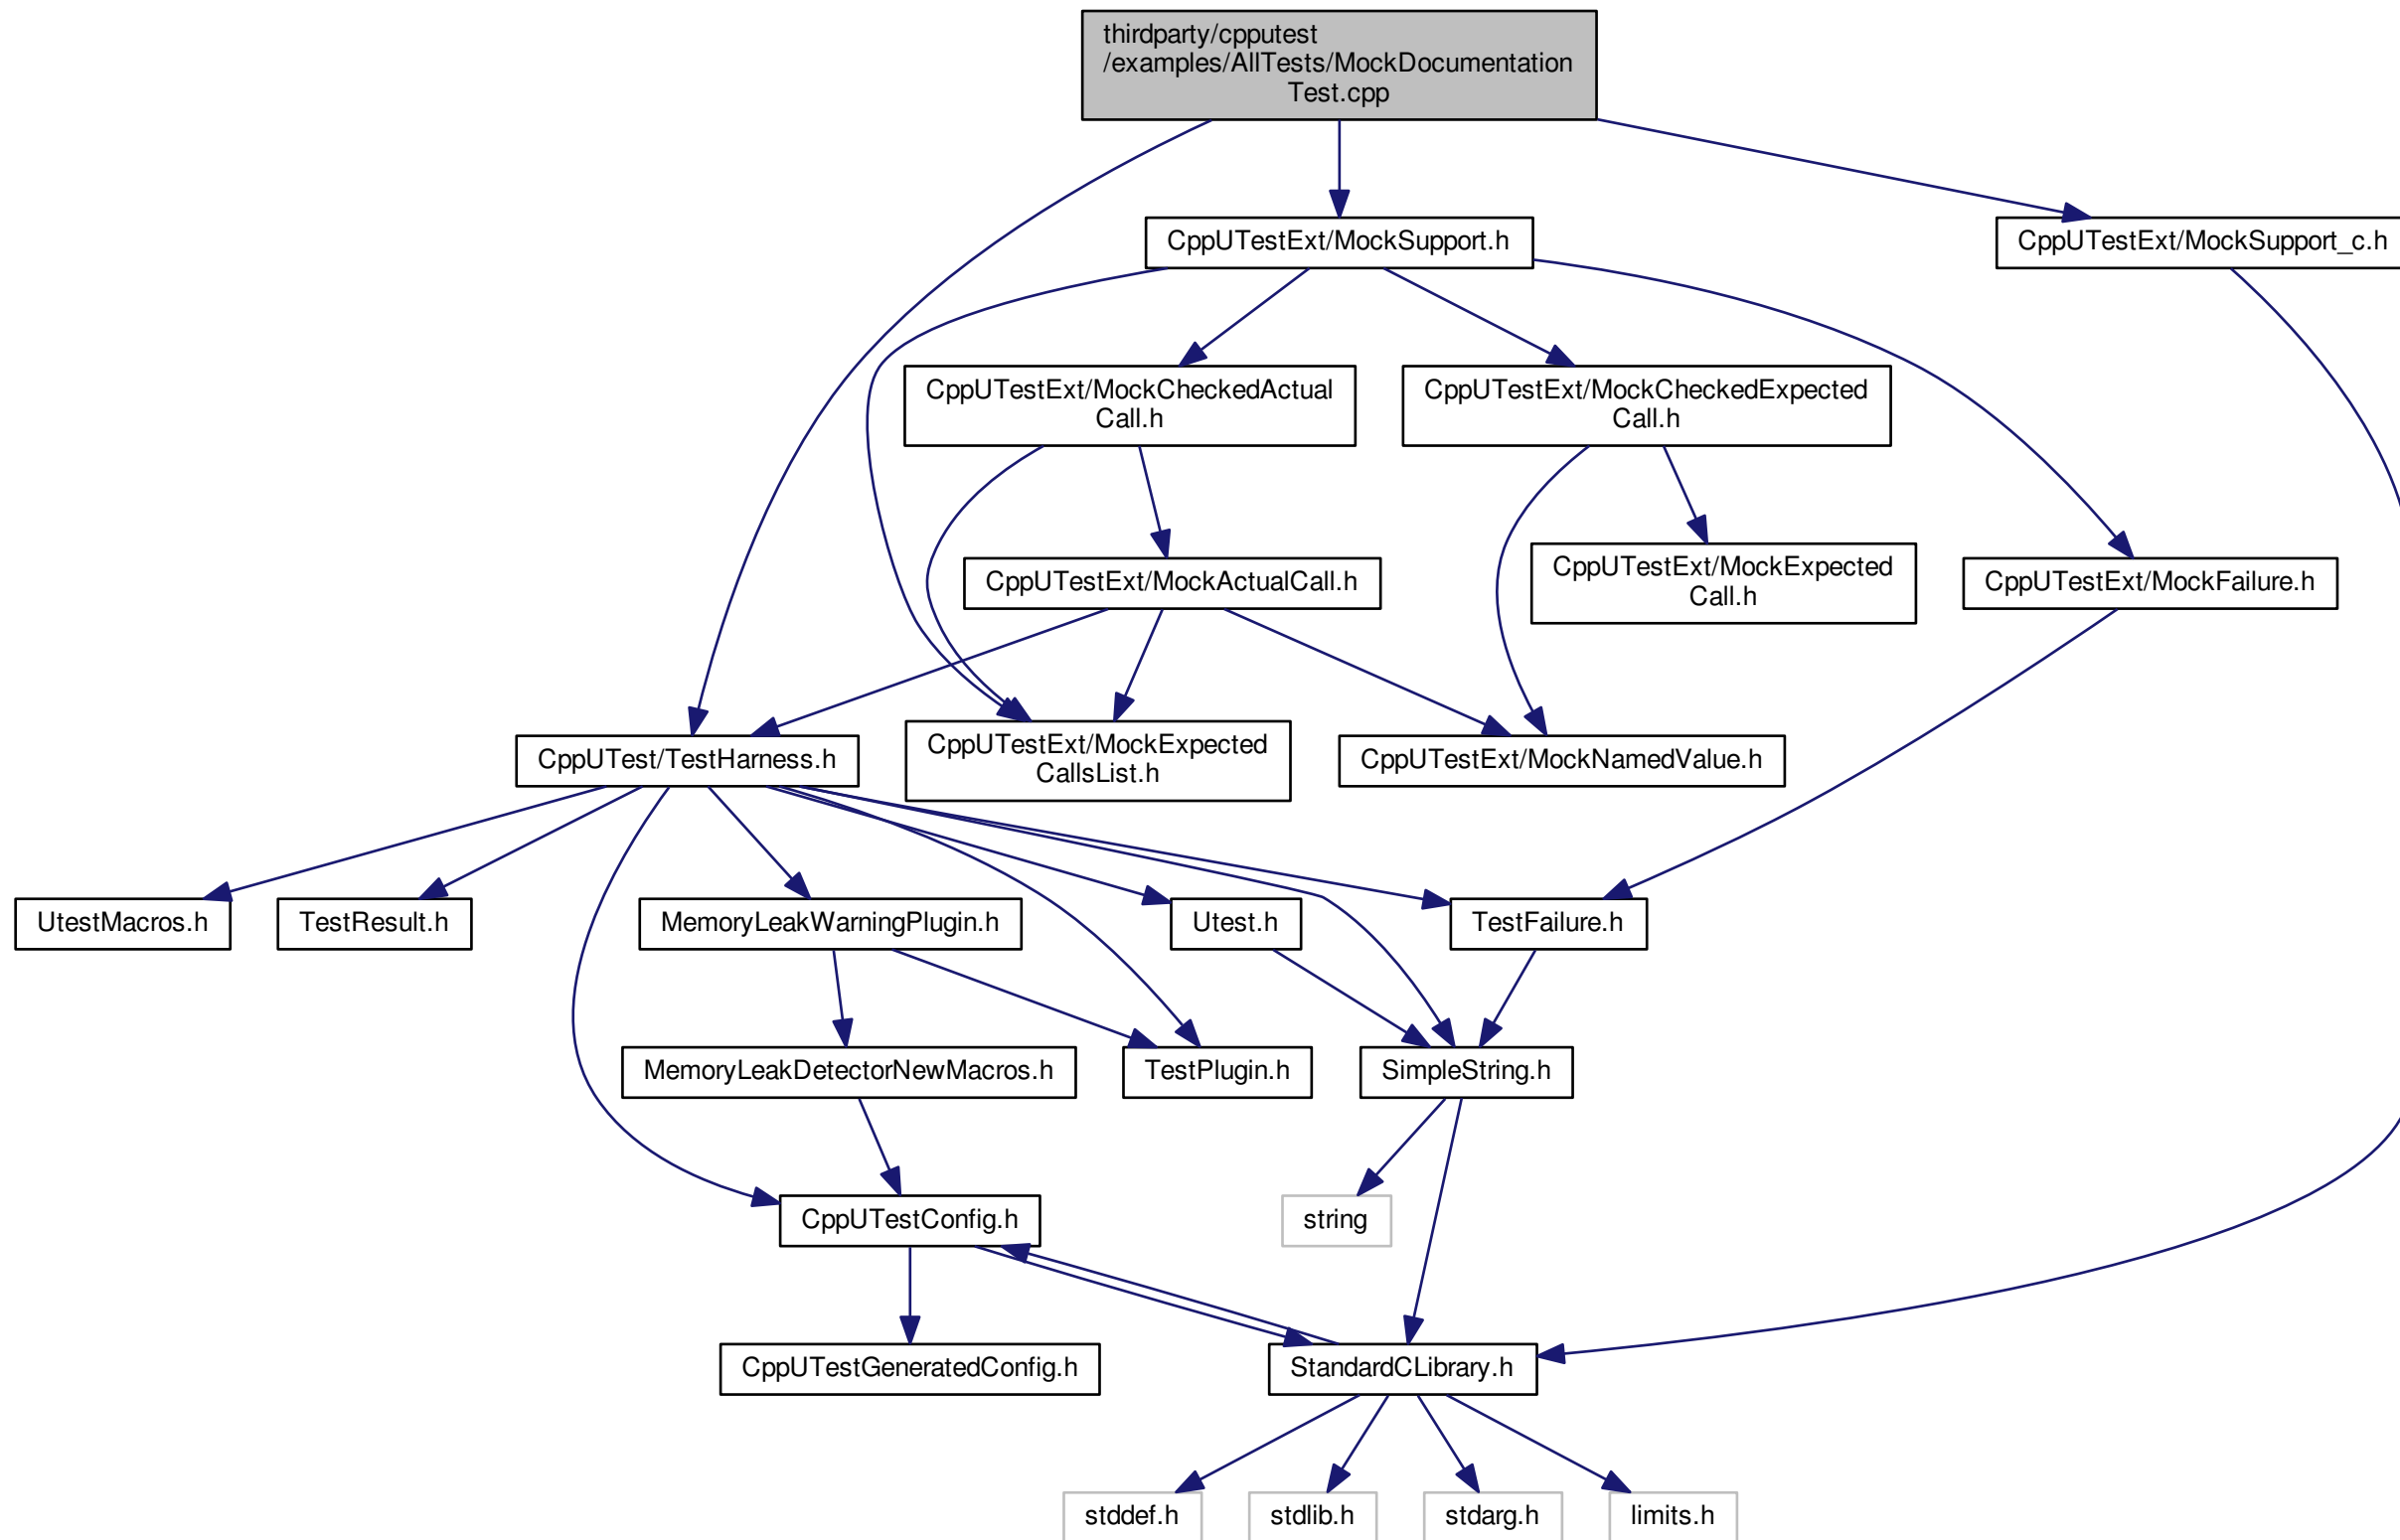 thirdparty/cpputest
/examples/AllTests/MockDocumentation
Test.cpp
CppUTestExt/MockSupport.h
CppUTestExt/MockSupport_c.h
CppUTestExt/MockCheckedActual
Call.h
CppUTestExt/MockCheckedExpected
Call.h
CppUTestExt/MockActualCall.h
CppUTestExt/MockExpected
Call.h
CppUTestExt/MockFailure.h
CppUTest/TestHarness.h
CppUTestExt/MockExpected
CallsList.h
CppUTestExt/MockNamedValue.h
UtestMacros.h
TestResult.h
MemoryLeakWarningPlugin.h
Utest.h
TestFailure.h
MemoryLeakDetectorNewMacros.h
TestPlugin.h
SimpleString.h
CppUTestConfig.h
string
CppUTestGeneratedConfig.h
StandardCLibrary.h
stddef.h
stdlib.h
stdarg.h
limits.h